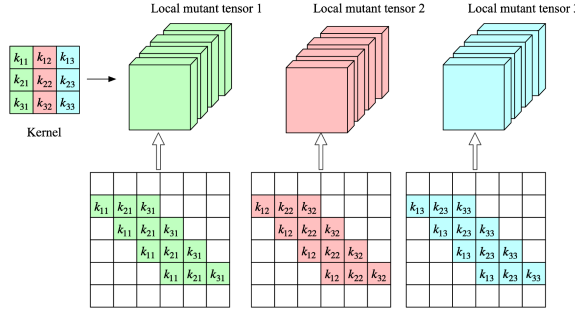 Local mutant tensor 1
Local mutant tensor 2
Local mutant tensor
k11 k12 k13
k21 k22 k23
k31 k32 k33
Kernel
k11 k21 k31
k11 k21 k31
k11 k21 k31
k11 k21 k31
k12 k22 k32
k12 k22 k32
k12 k22 k32
k12 k22 k32
k13 k23 k33
k13 k23 k33
k13 k23 k33
k13 k23 k33